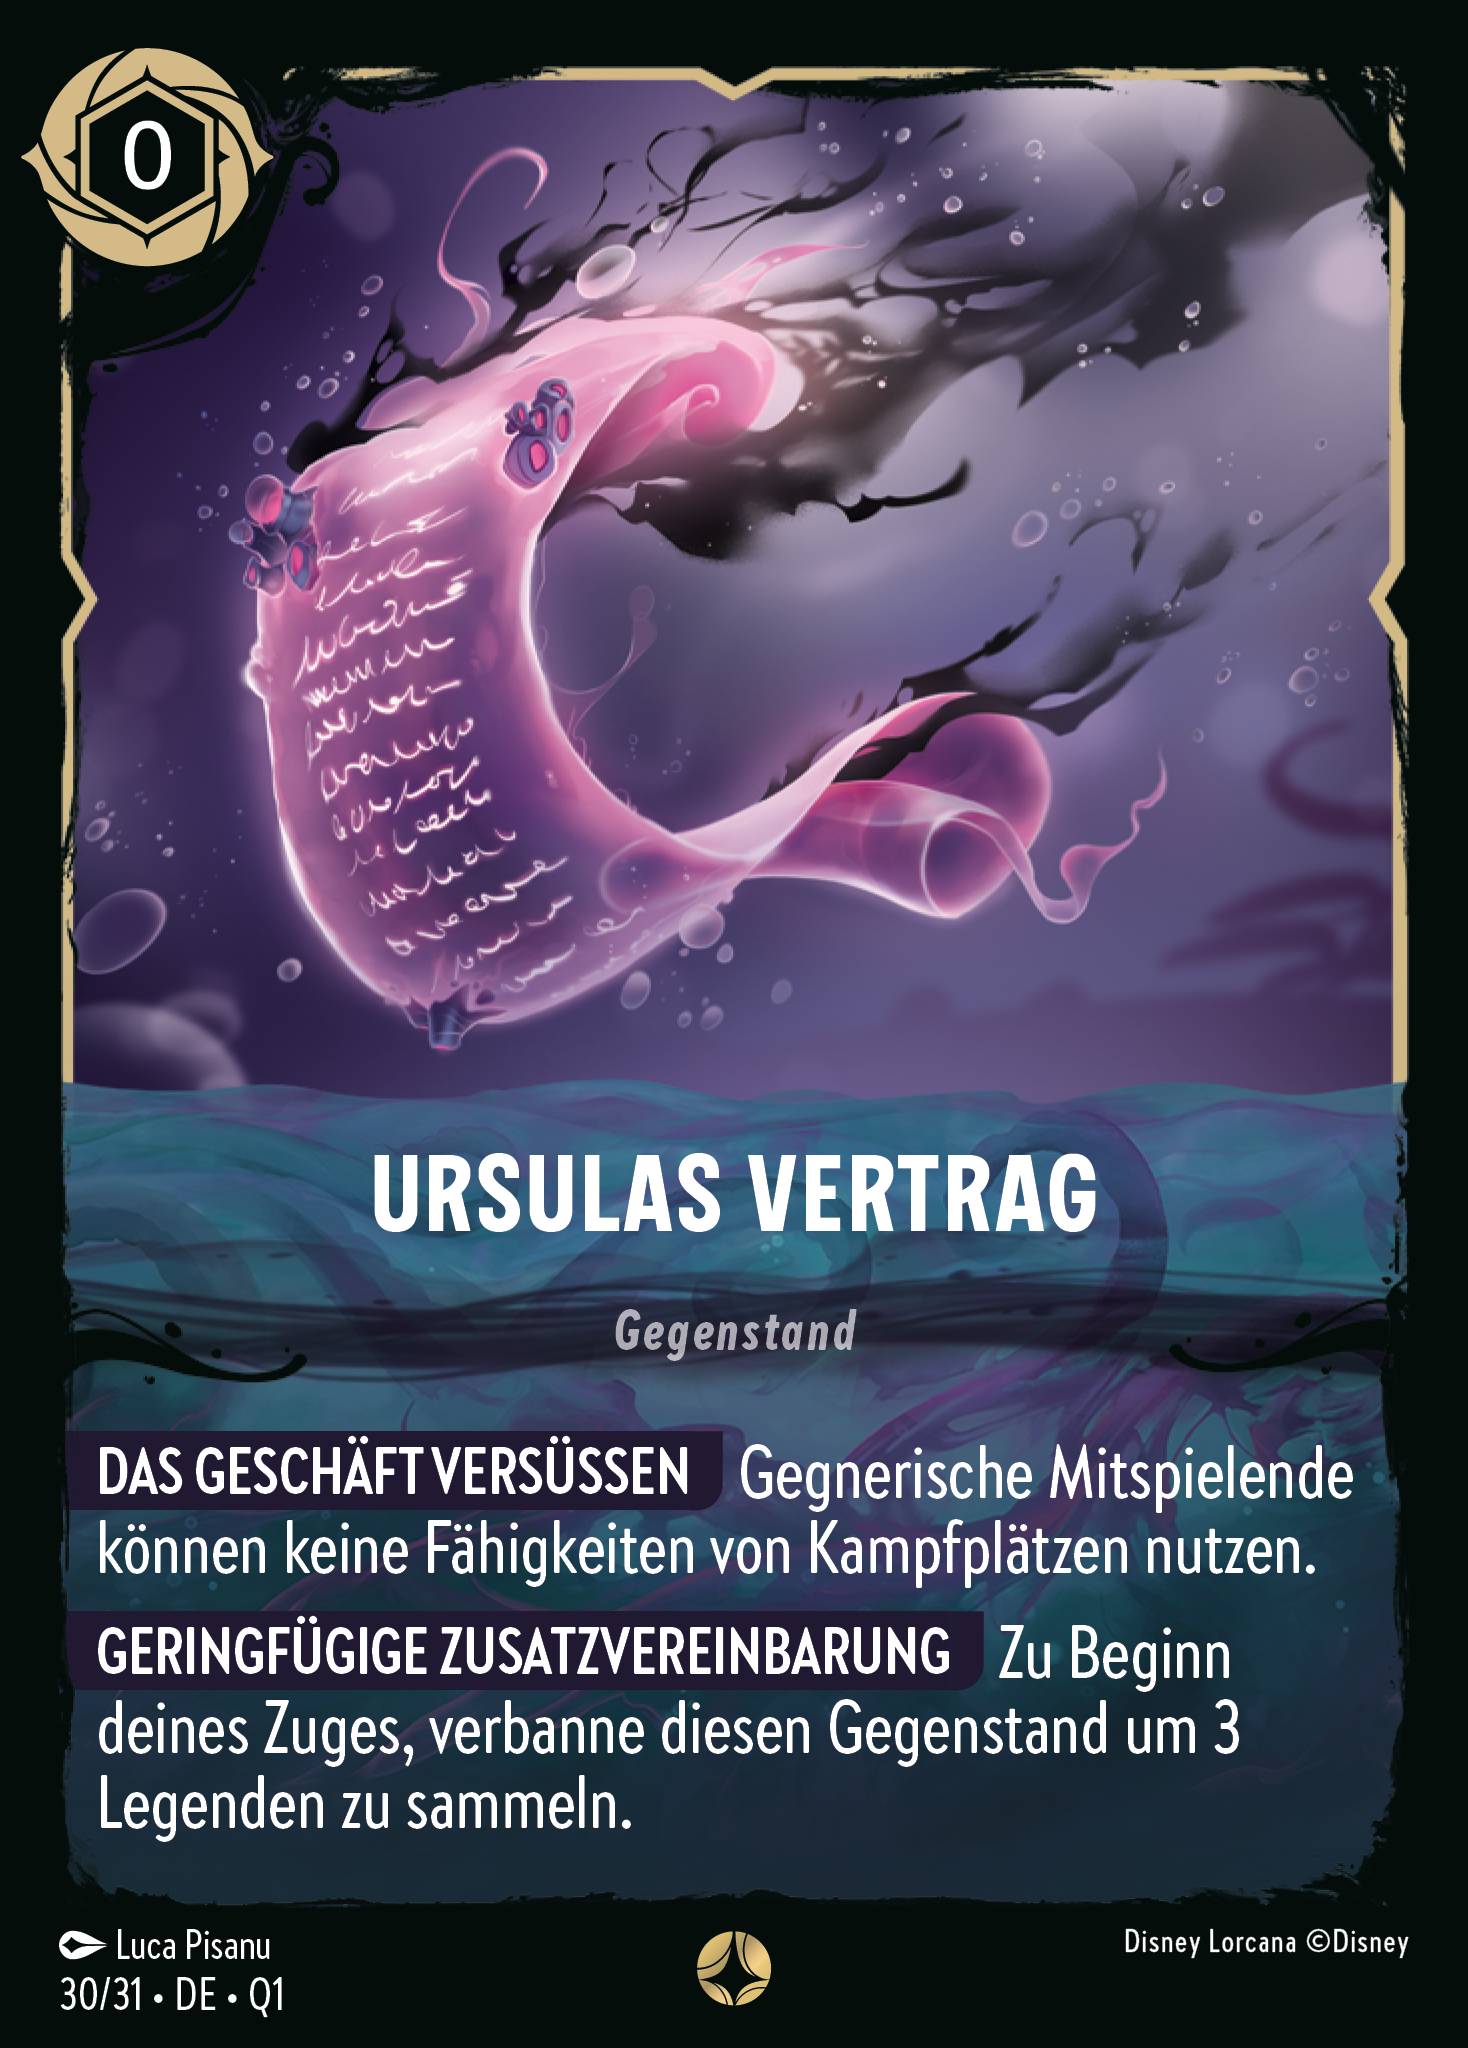 0
URSULAS VERTRAG
Gegenstand
DAS GESCHÄFT VERSÜSSEN Gegnerische Mitspielende
können keine Fähigkeiten von Kampfplätzen nutzen.
GERINGFÜGIGE ZUSATZVEREINBARUNG Zu Beginn
deines Zuges, verbanne diesen Gegenstand um 3
Legenden zu sammeln.
Luca Pisanu
Disney Lorcana ©Disney
30/31 • DE • Q1